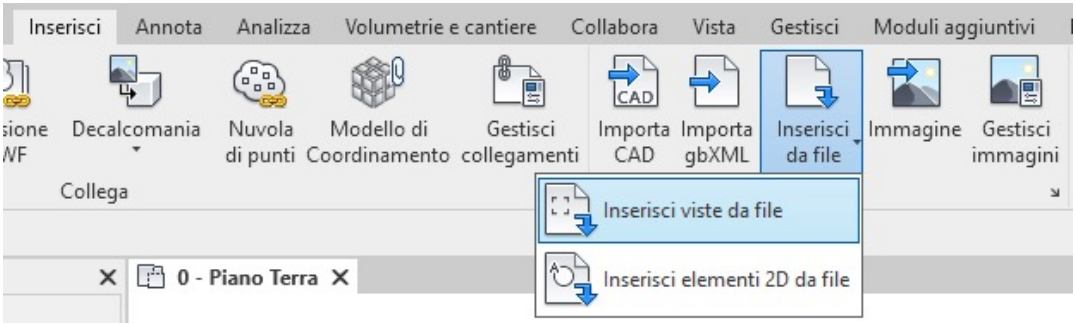 Inserisci Annota Analizza Volumetrie e cantiere Collabora Vista Gestisci Moduli aggiuntivi
Decalcomania Nuvola di punti Modello di Coordinamento Gestisci collegamenti Importa CAD Importa gbXML Inserisci da file Immagine Gestisci immagini
CAD
Collega
Inserisci viste da file
Inserisci elementi 2D da file
0 - Piano Terra